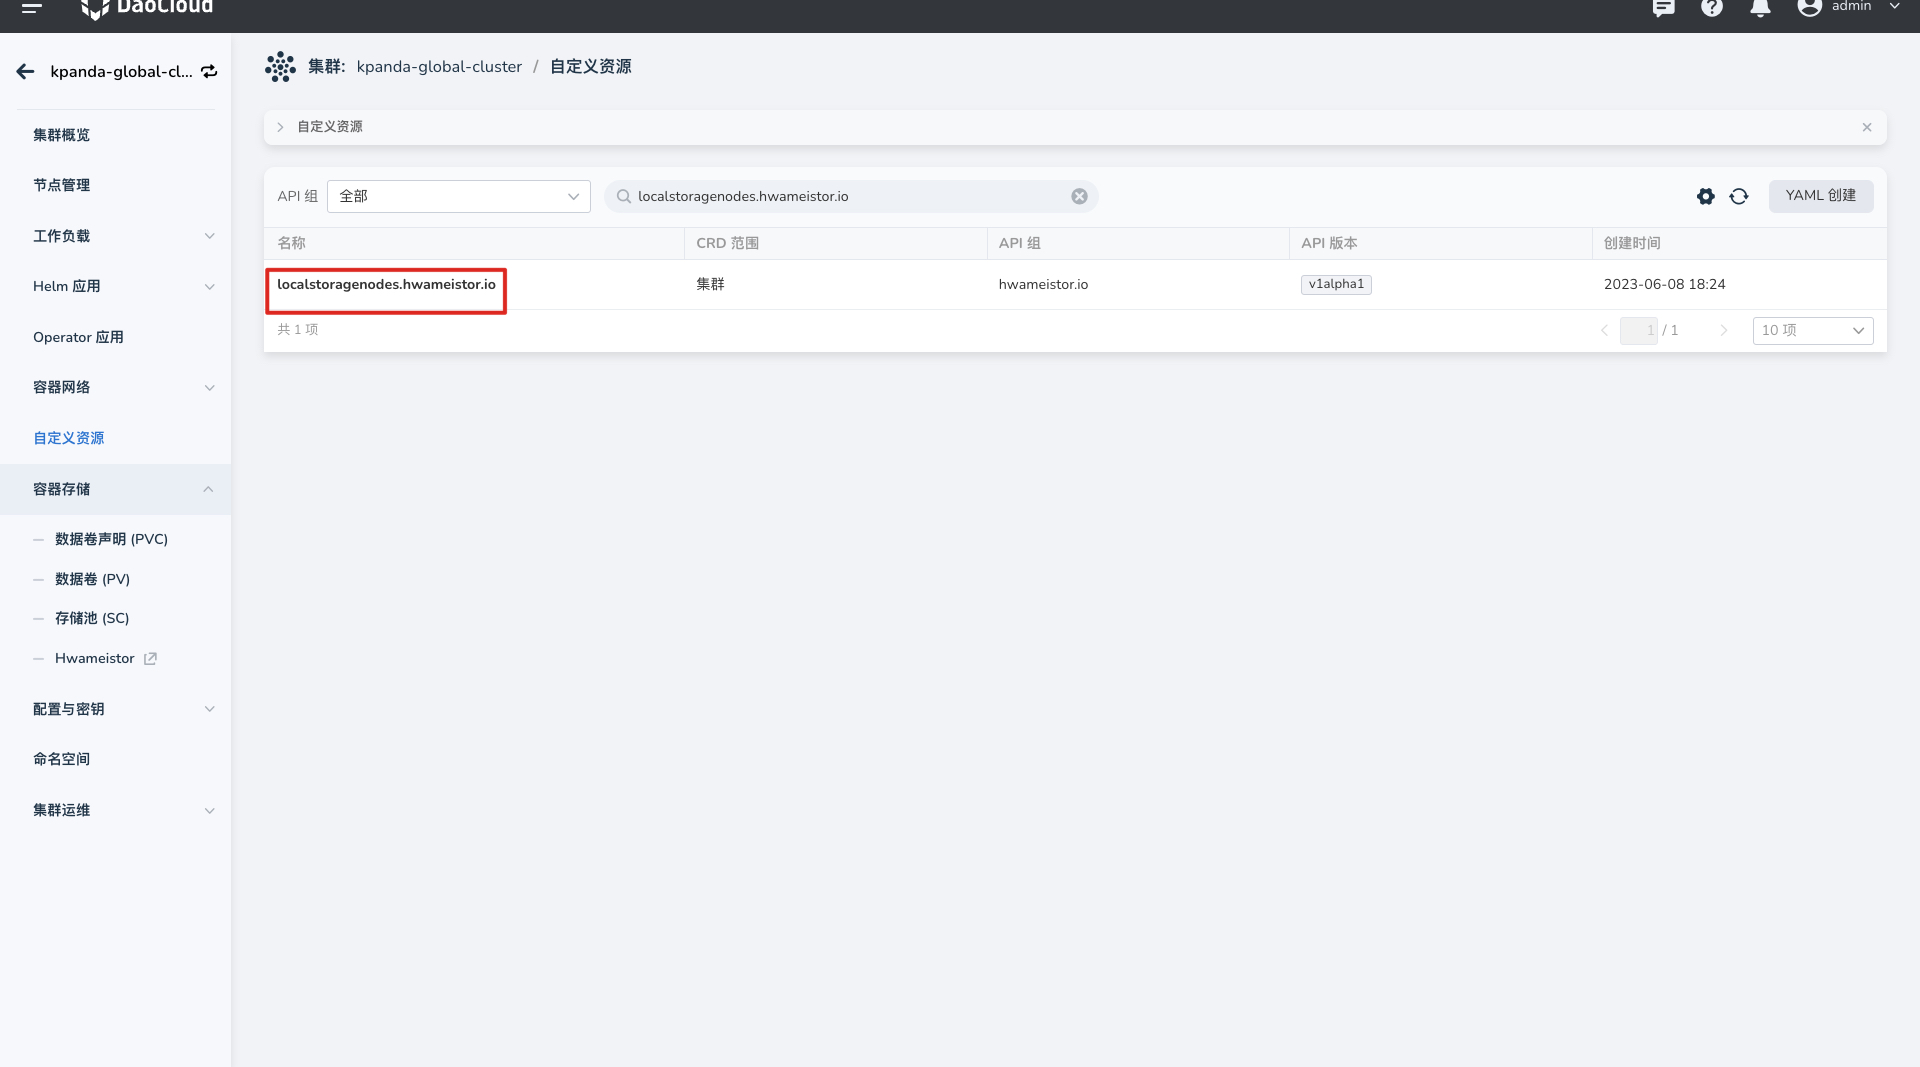 DaoCloud
admin
kpanda-global-cl...
集群: kpanda-global-cluster / 自定义资源
集群概览
节点管理
工作负载
Helm 应用
Operator 应用
容器网络
自定义资源
容器存储
数据卷声明 (PVC)
数据卷 (PV)
存储池 (SC)
Hwameistor
配置与密钥
命名空间
集群运维
自定义资源
API 组 全部 localstoragenodes.hwameistor.io YAML 创建
名称 CRD 范围 API 组 API 版本 创建时间
localstoragenodes.hwameistor.io 集群 hwameistor.io v1alpha1 2023-06-08 18:24
共 1 项 1 / 1 10 项